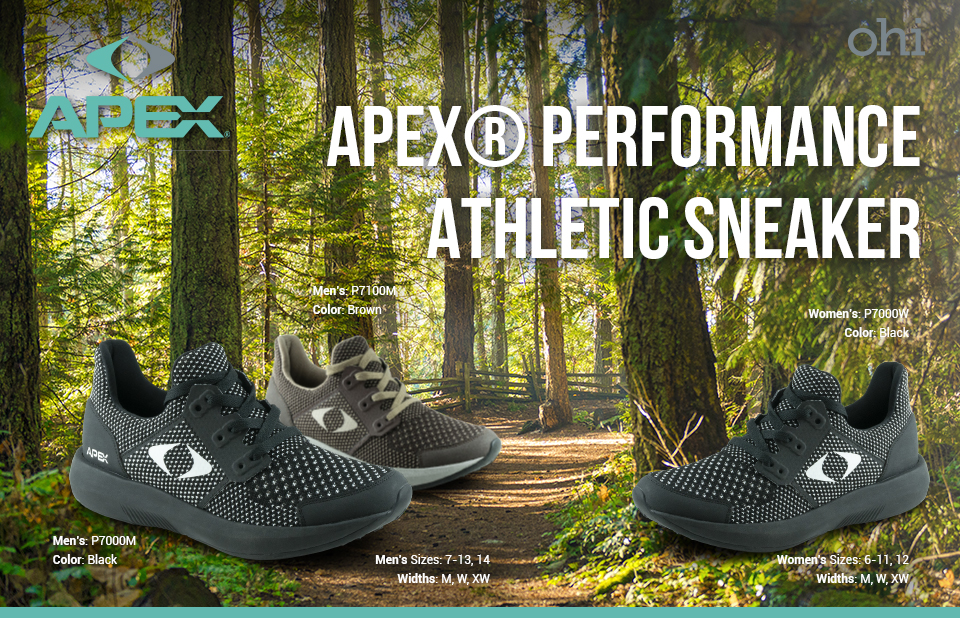 ohi
APEX
APEX® PERFORMANCE
ATHLETIC SNEAKER
Men's: P7100M
Color: Brown
Women's: P7000W
Color: Black
APEX
Men's: P7000M
Color: Black
Men's Sizes: 7-13, 14
Widths: M, W, XW
Women's Sizes: 6-11, 12
Widths: M, W, XW